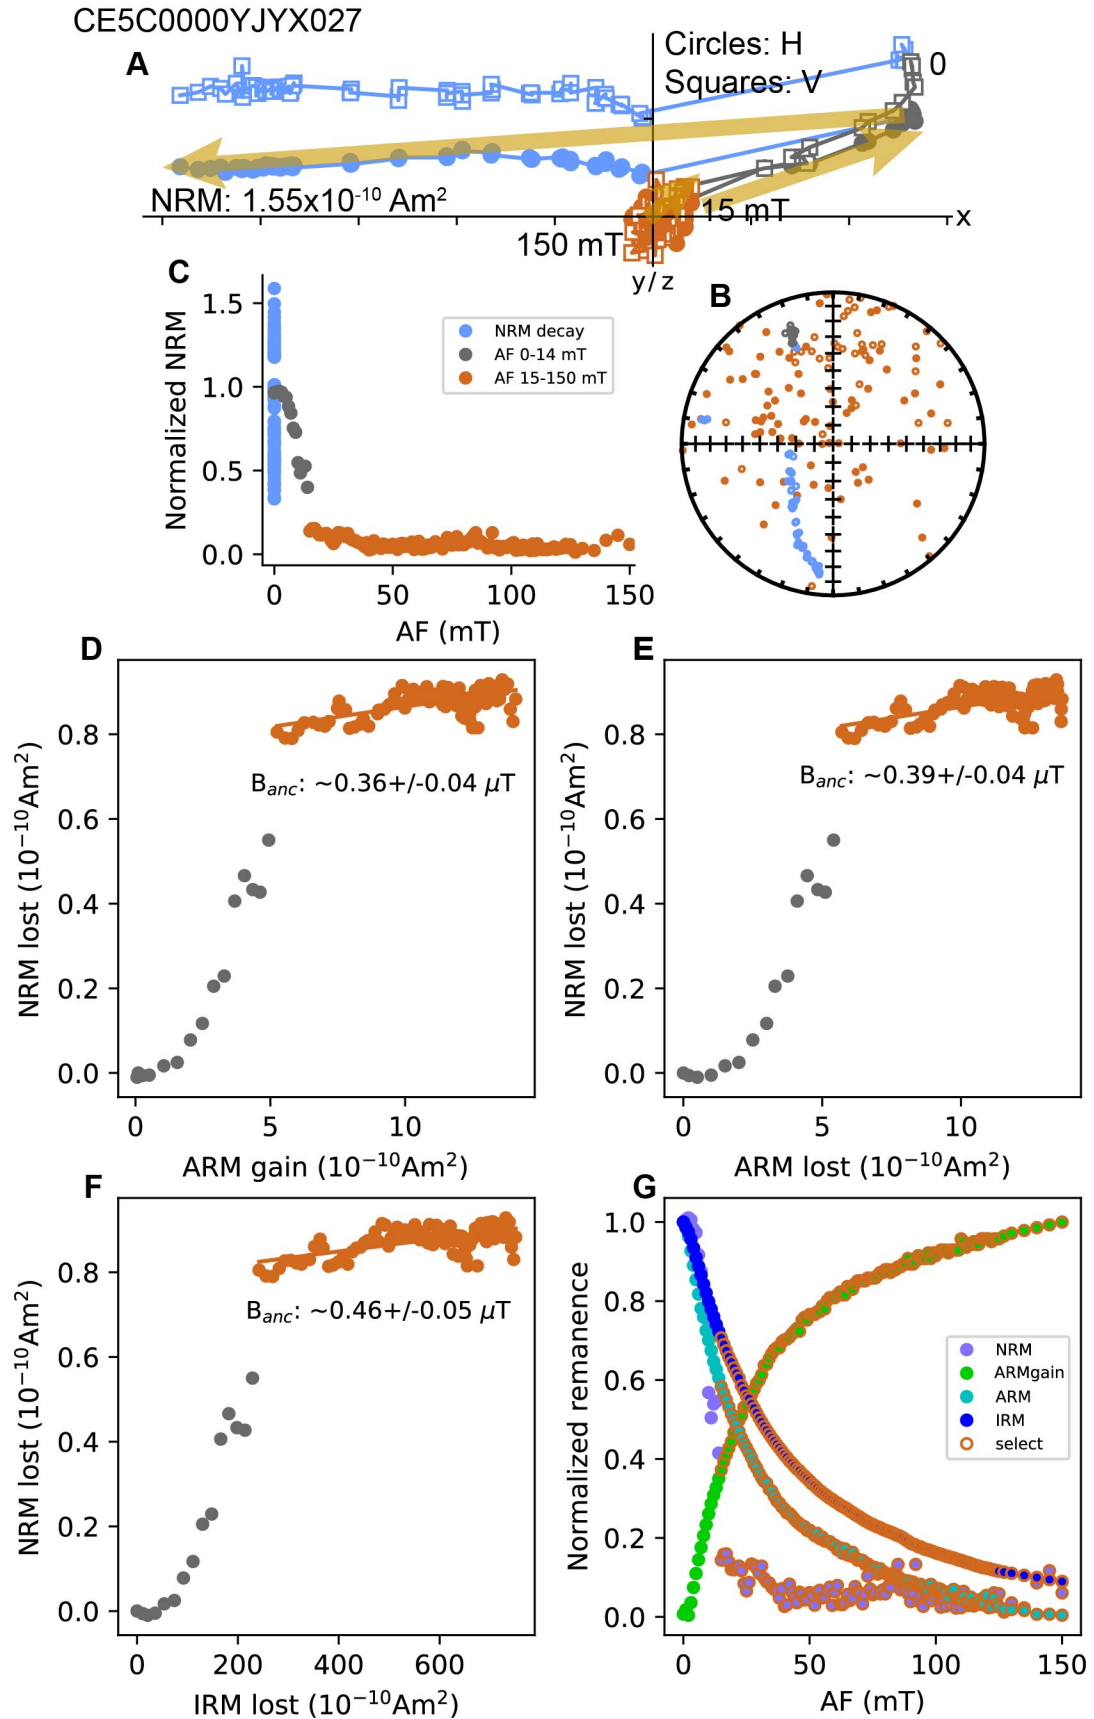 CE5C0000YJYX027
A
Circles: H
Squares: V
0
NRM: 1.55x10-10 Am2
15 mT
x
150 mT
y/z
C
B
Normalized NRM
1.5
1.0
0.5
0.0
NRM decay
AF 0-14 mT
AF 15-150 mT
0 50 100 150
AF (mT)
D
NRM lost (10−10Am2)
0.8
0.6
0.4
0.2
0.0
Banc: ~0.36+/-0.04 μT
0 5 10
ARM gain (10−10Am2)
E
NRM lost (10−10Am2)
0.8
0.6
0.4
0.2
0.0
Banc: ~0.39+/-0.04 μT
0 5 10
ARM lost (10−10Am2)
F
NRM lost (10−10Am2)
0.8
0.6
0.4
0.2
0.0
Banc: ~0.46+/-0.05 μT
0 200 400 600
IRM lost (10−10Am2)
G
Normalized remanence
1.0
0.8
0.6
0.4
0.2
0.0
NRM
ARMgain
ARM
IRM
select
0 50 100 150
AF (mT)